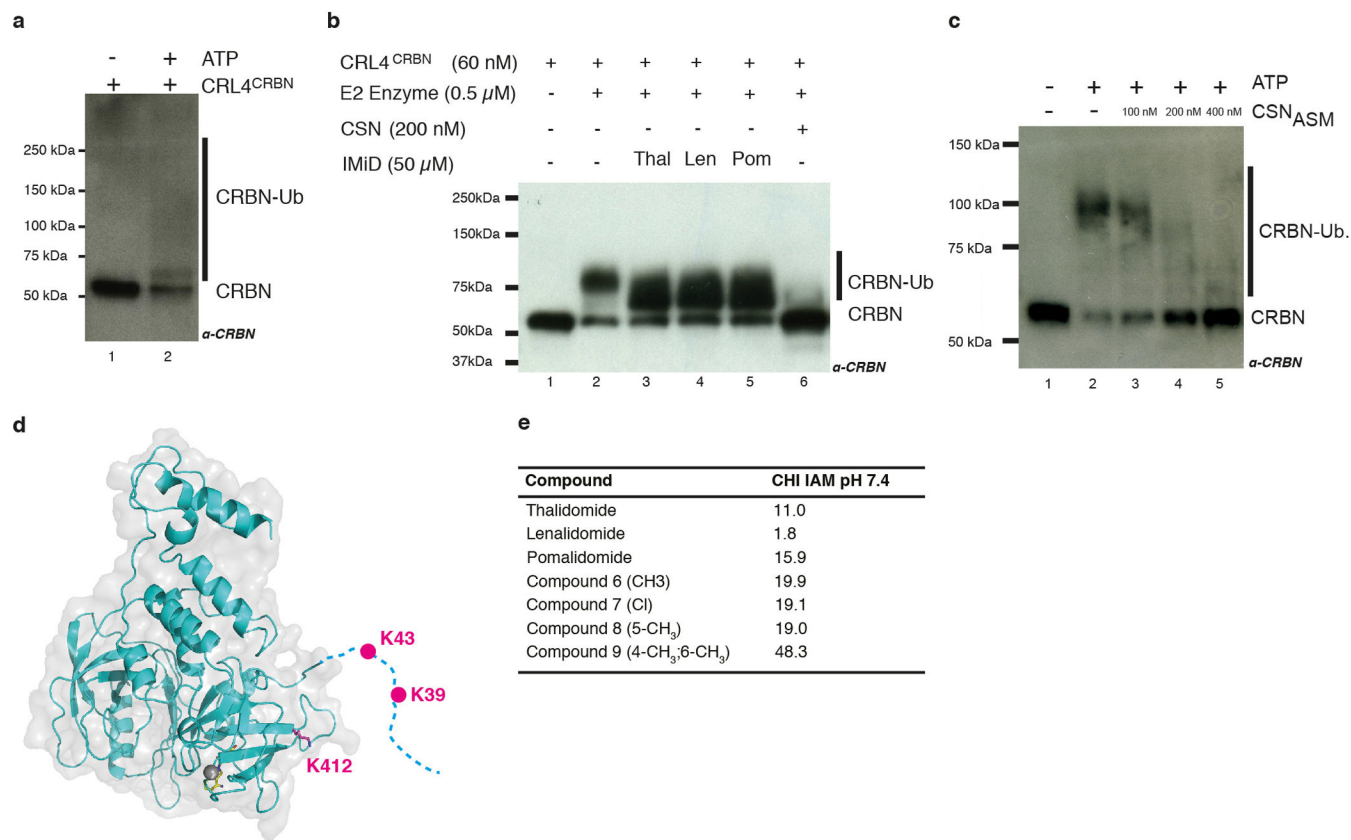 a
- + ATP
+ + CRL4CRBN
250 kDa
150 kDa
100 kDa
75 kDa
50 kDa
CRBN-Ub
CRBN
α-CRBN
1 2
b
CRL4CRBN (60 nM) + + + + + +
E2 Enzyme (0.5 μM) - + + + + +
CSN (200 nM) - - - - - +
IMiD (50 μM) - - Thal Len Pom -
250kDa
150kDa
75kDa
50kDa
37kDa
CRBN-Ub
CRBN
α-CRBN
1 2 3 4 5 6
c
- + + + + ATP
- - 100 nM 200 nM 400 nM CSNASM
150 kDa
100 kDa
75 kDa
50 kDa
CRBN-Ub.
CRBN
α-CRBN
1 2 3 4 5
d
K43
K39
K412
e
Compound CHI IAM pH 7.4
Thalidomide 11.0
Lenalidomide 1.8
Pomalidomide 15.9
Compound 6 (CH3) 19.9
Compound 7 (Cl) 19.1
Compound 8 (5-CH₃) 19.0
Compound 9 (4-CH₃;6-CH₃) 48.3